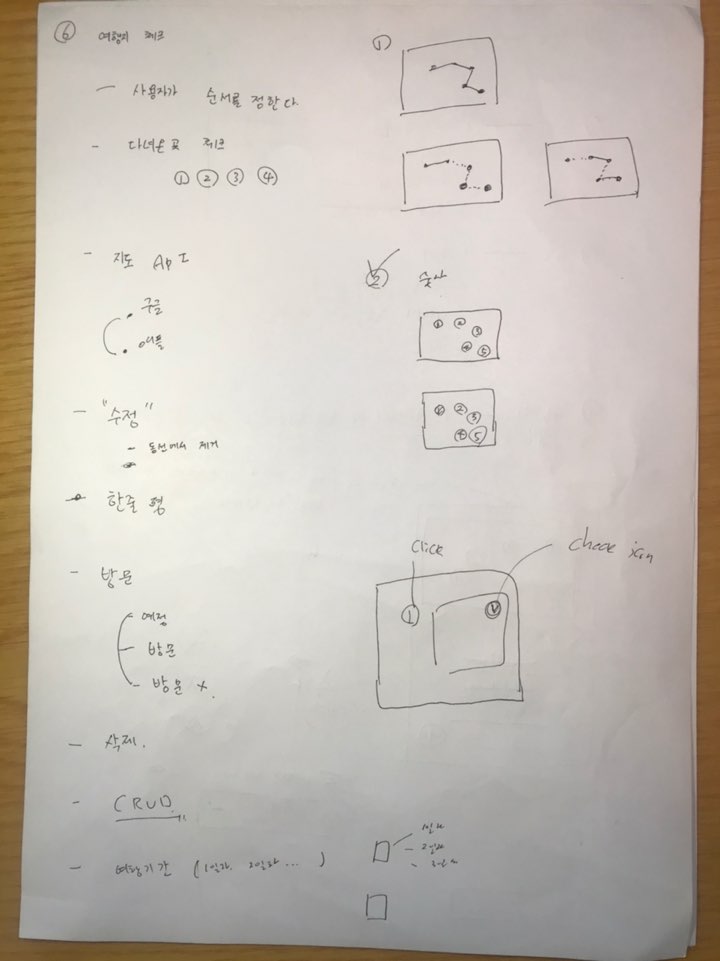 ⑥ 여행지 체크
- 사용자가 순서를 정한다.
- 다녀온 곳 체크
① ② ③ ④
- 지도 API
• 구글
• 애플
- "수정"
- 동선에서 제거
- 한줄 평
- 방문
예정
방문
- 방문 X.
- 삭제.
- CRUD
- 여행기간 (1일차, 2일차 ... )
①
② 숫자
① ② ③ ④ ⑤
① ② ③ ④ ⑤
click
check icon
1
V
1일차
- 2일차